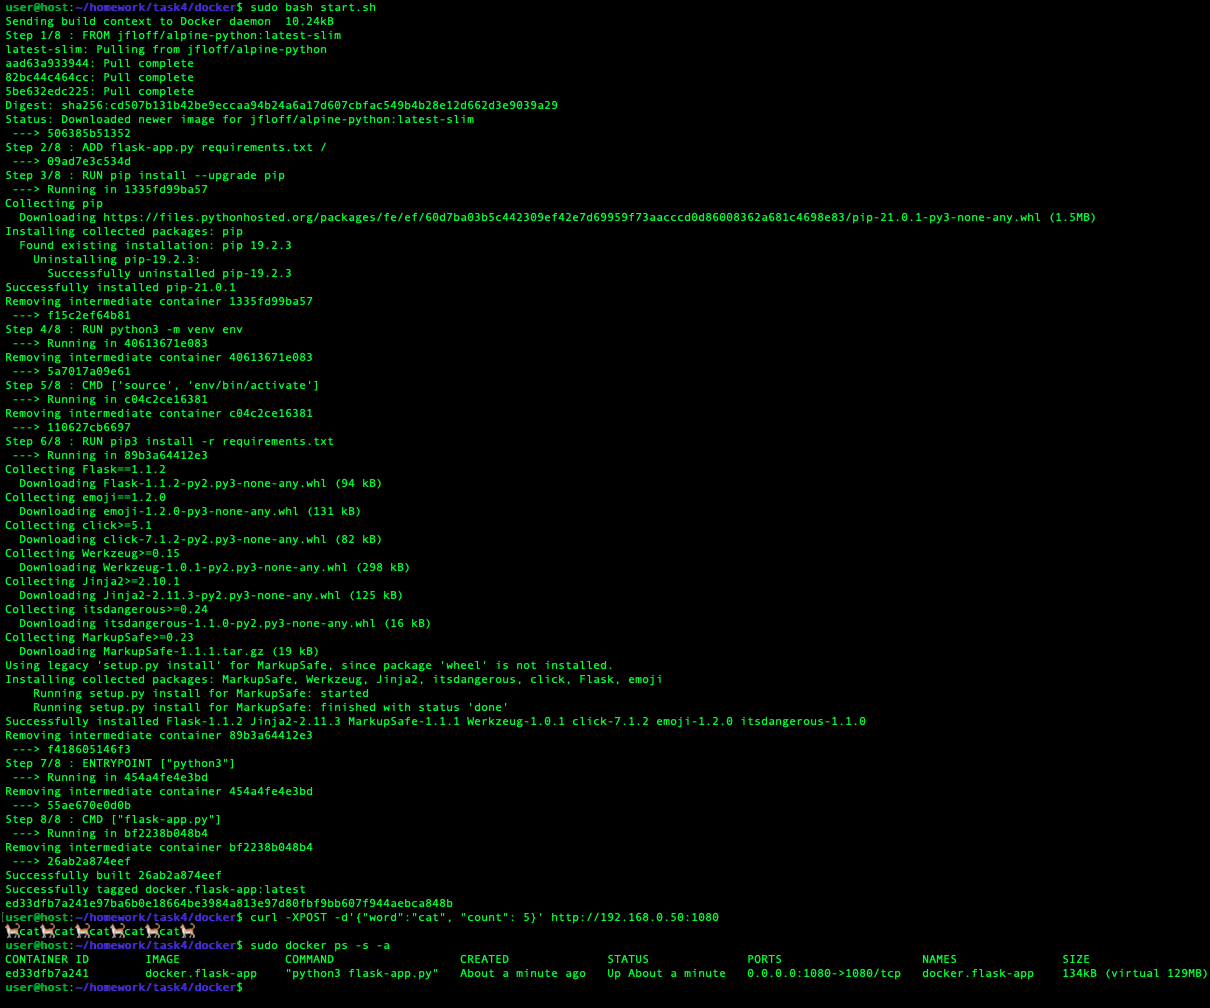 user@host:~/homework/task4/docker$ sudo bash start.sh
Sending build context to Docker daemon  10.24kB
Step 1/8 : FROM jfloff/alpine-python:latest-slim
latest-slim: Pulling from jfloff/alpine-python
aad63a933944: Pull complete
82bc44c464cc: Pull complete
5be632edc225: Pull complete
Digest: sha256:cd507b131b42be9eccaa94b24a6a17d607cbfac549b4b28e12d662d3e9039a29
Status: Downloaded newer image for jfloff/alpine-python:latest-slim
 ---> 506385b51352
Step 2/8 : ADD flask-app.py requirements.txt /
 ---> 09ad7e3c534d
Step 3/8 : RUN pip install --upgrade pip
 ---> Running in 1335fd99ba57
Collecting pip
  Downloading https://files.pythonhosted.org/packages/fe/ef/60d7ba03b5c442309ef42e7d69959f73aacccd0d86008362a681c4698e83/pip-21.0.1-py3-none-any.whl (1.5MB)
Installing collected packages: pip
  Found existing installation: pip 19.2.3
    Uninstalling pip-19.2.3:
      Successfully uninstalled pip-19.2.3
Successfully installed pip-21.0.1
Removing intermediate container 1335fd99ba57
 ---> f15c2ef64b81
Step 4/8 : RUN python3 -m venv env
 ---> Running in 40613671e083
Removing intermediate container 40613671e083
 ---> 5a7017a09e61
Step 5/8 : CMD ['source', 'env/bin/activate']
 ---> Running in c04c2ce16381
Removing intermediate container c04c2ce16381
 ---> 110627cb6697
Step 6/8 : RUN pip3 install -r requirements.txt
 ---> Running in 89b3a64412e3
Collecting Flask==1.1.2
  Downloading Flask-1.1.2-py2.py3-none-any.whl (94 kB)
Collecting emoji==1.2.0
  Downloading emoji-1.2.0-py3-none-any.whl (131 kB)
Collecting click>=5.1
  Downloading click-7.1.2-py2.py3-none-any.whl (82 kB)
Collecting Werkzeug>=0.15
  Downloading Werkzeug-1.0.1-py2.py3-none-any.whl (298 kB)
Collecting Jinja2>=2.10.1
  Downloading Jinja2-2.11.3-py2.py3-none-any.whl (125 kB)
Collecting itsdangerous>=0.24
  Downloading itsdangerous-1.1.0-py2.py3-none-any.whl (16 kB)
Collecting MarkupSafe>=0.23
  Downloading MarkupSafe-1.1.1.tar.gz (19 kB)
Using legacy 'setup.py install' for MarkupSafe, since package 'wheel' is not installed.
Installing collected packages: MarkupSafe, Werkzeug, Jinja2, itsdangerous, click, Flask, emoji
    Running setup.py install for MarkupSafe: started
    Running setup.py install for MarkupSafe: finished with status 'done'
Successfully installed Flask-1.1.2 Jinja2-2.11.3 MarkupSafe-1.1.1 Werkzeug-1.0.1 click-7.1.2 emoji-1.2.0 itsdangerous-1.1.0
Removing intermediate container 89b3a64412e3
 ---> f418605146f3
Step 7/8 : ENTRYPOINT ["python3"]
 ---> Running in 454a4fe4e3bd
Removing intermediate container 454a4fe4e3bd
 ---> 55ae670e0d0b
Step 8/8 : CMD ["flask-app.py"]
 ---> Running in bf2238b048b4
Removing intermediate container bf2238b048b4
 ---> 26ab2a874eef
Successfully built 26ab2a874eef
Successfully tagged docker.flask-app:latest
ed33dfb7a241e97ba6b0e18664be3984a813e97d80fbf9bb607f944aebca848b
user@host:~/homework/task4/docker$ curl -XPOST -d'{"word":"cat", "count": 5}' http://192.168.0.50:1080
🐈cat🐈cat🐈cat🐈cat🐈cat🐈
user@host:~/homework/task4/docker$ sudo docker ps -s -a
CONTAINER ID        IMAGE               COMMAND                  CREATED              STATUS              PORTS                    NAMES               SIZE
ed33dfb7a241        docker.flask-app    "python3 flask-app.py"   About a minute ago   Up About a minute   0.0.0.0:1080->1080/tcp   docker.flask-app    134kB (virtual 129MB)
user@host:~/homework/task4/docker$